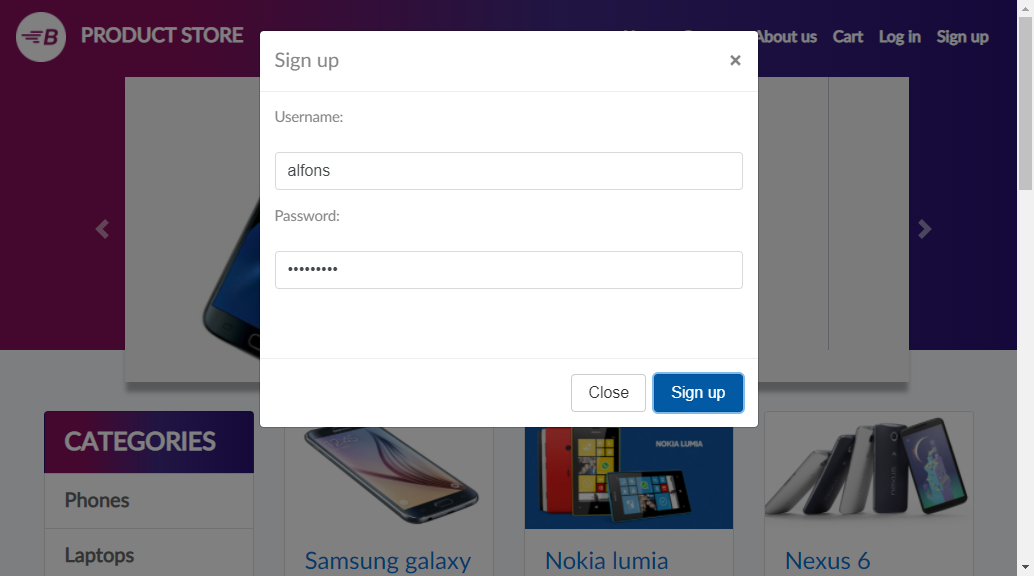 B PRODUCT STORE
About us Cart Log in Sign up
Sign up ×
Username:
alfons
Password:
•••••••••
Close Sign up
CATEGORIES
Phones
Laptops
NOKIA LUMIA
Samsung galaxy
Nokia lumia
Nexus 6